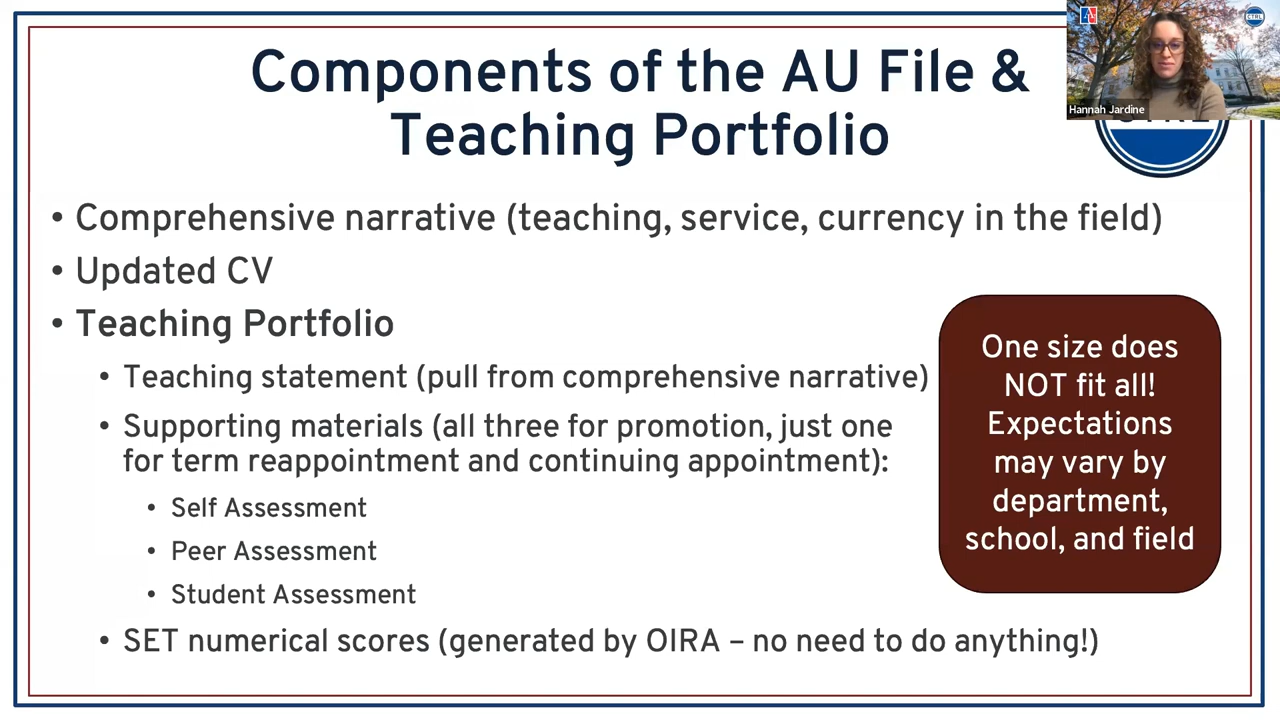 Components of the AU File &
Teaching Portfolio
Hannah Jardine
CTRL
• Comprehensive narrative (teaching, service, currency in the field)
• Updated CV
• Teaching Portfolio
• Teaching statement (pull from comprehensive narrative)
• Supporting materials (all three for promotion, just one
for term reappointment and continuing appointment):
• Self Assessment
• Peer Assessment
• Student Assessment
• SET numerical scores (generated by OIRA – no need to do anything!)
One size does
NOT fit all!
Expectations
may vary by
department,
school, and field